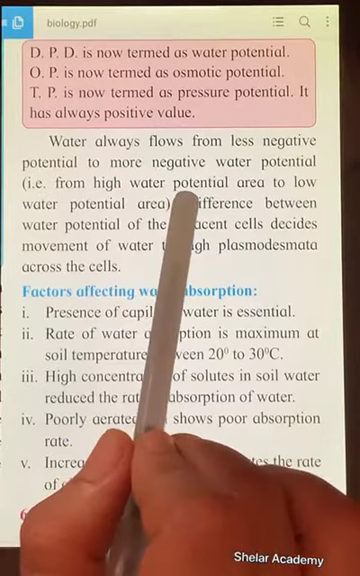 biology.pdf
D. P. D. is now termed as water potential.
O. P. is now termed as osmotic potential.
T. P. is now termed as pressure potential. It
has always positive value.
Water always flows from less negative
potential to more negative water potential
(i.e. from high water potential area to low
water potential area) ifference between
water potential of the acent cells decides
movement of water t gh plasmodesmata
across the cells.
Factors affecting wa bsorption:
i. Presence of capil water is essential.
ii. Rate of water a ption is maximum at
soil temperature ween 20⁰ to 30⁰C.
iii. High concentra of solutes in soil water
reduced the rat absorption of water.
iv. Poorly aerated shows poor absorption
rate.
v. Increa tes the rate
of
Shelar Academy